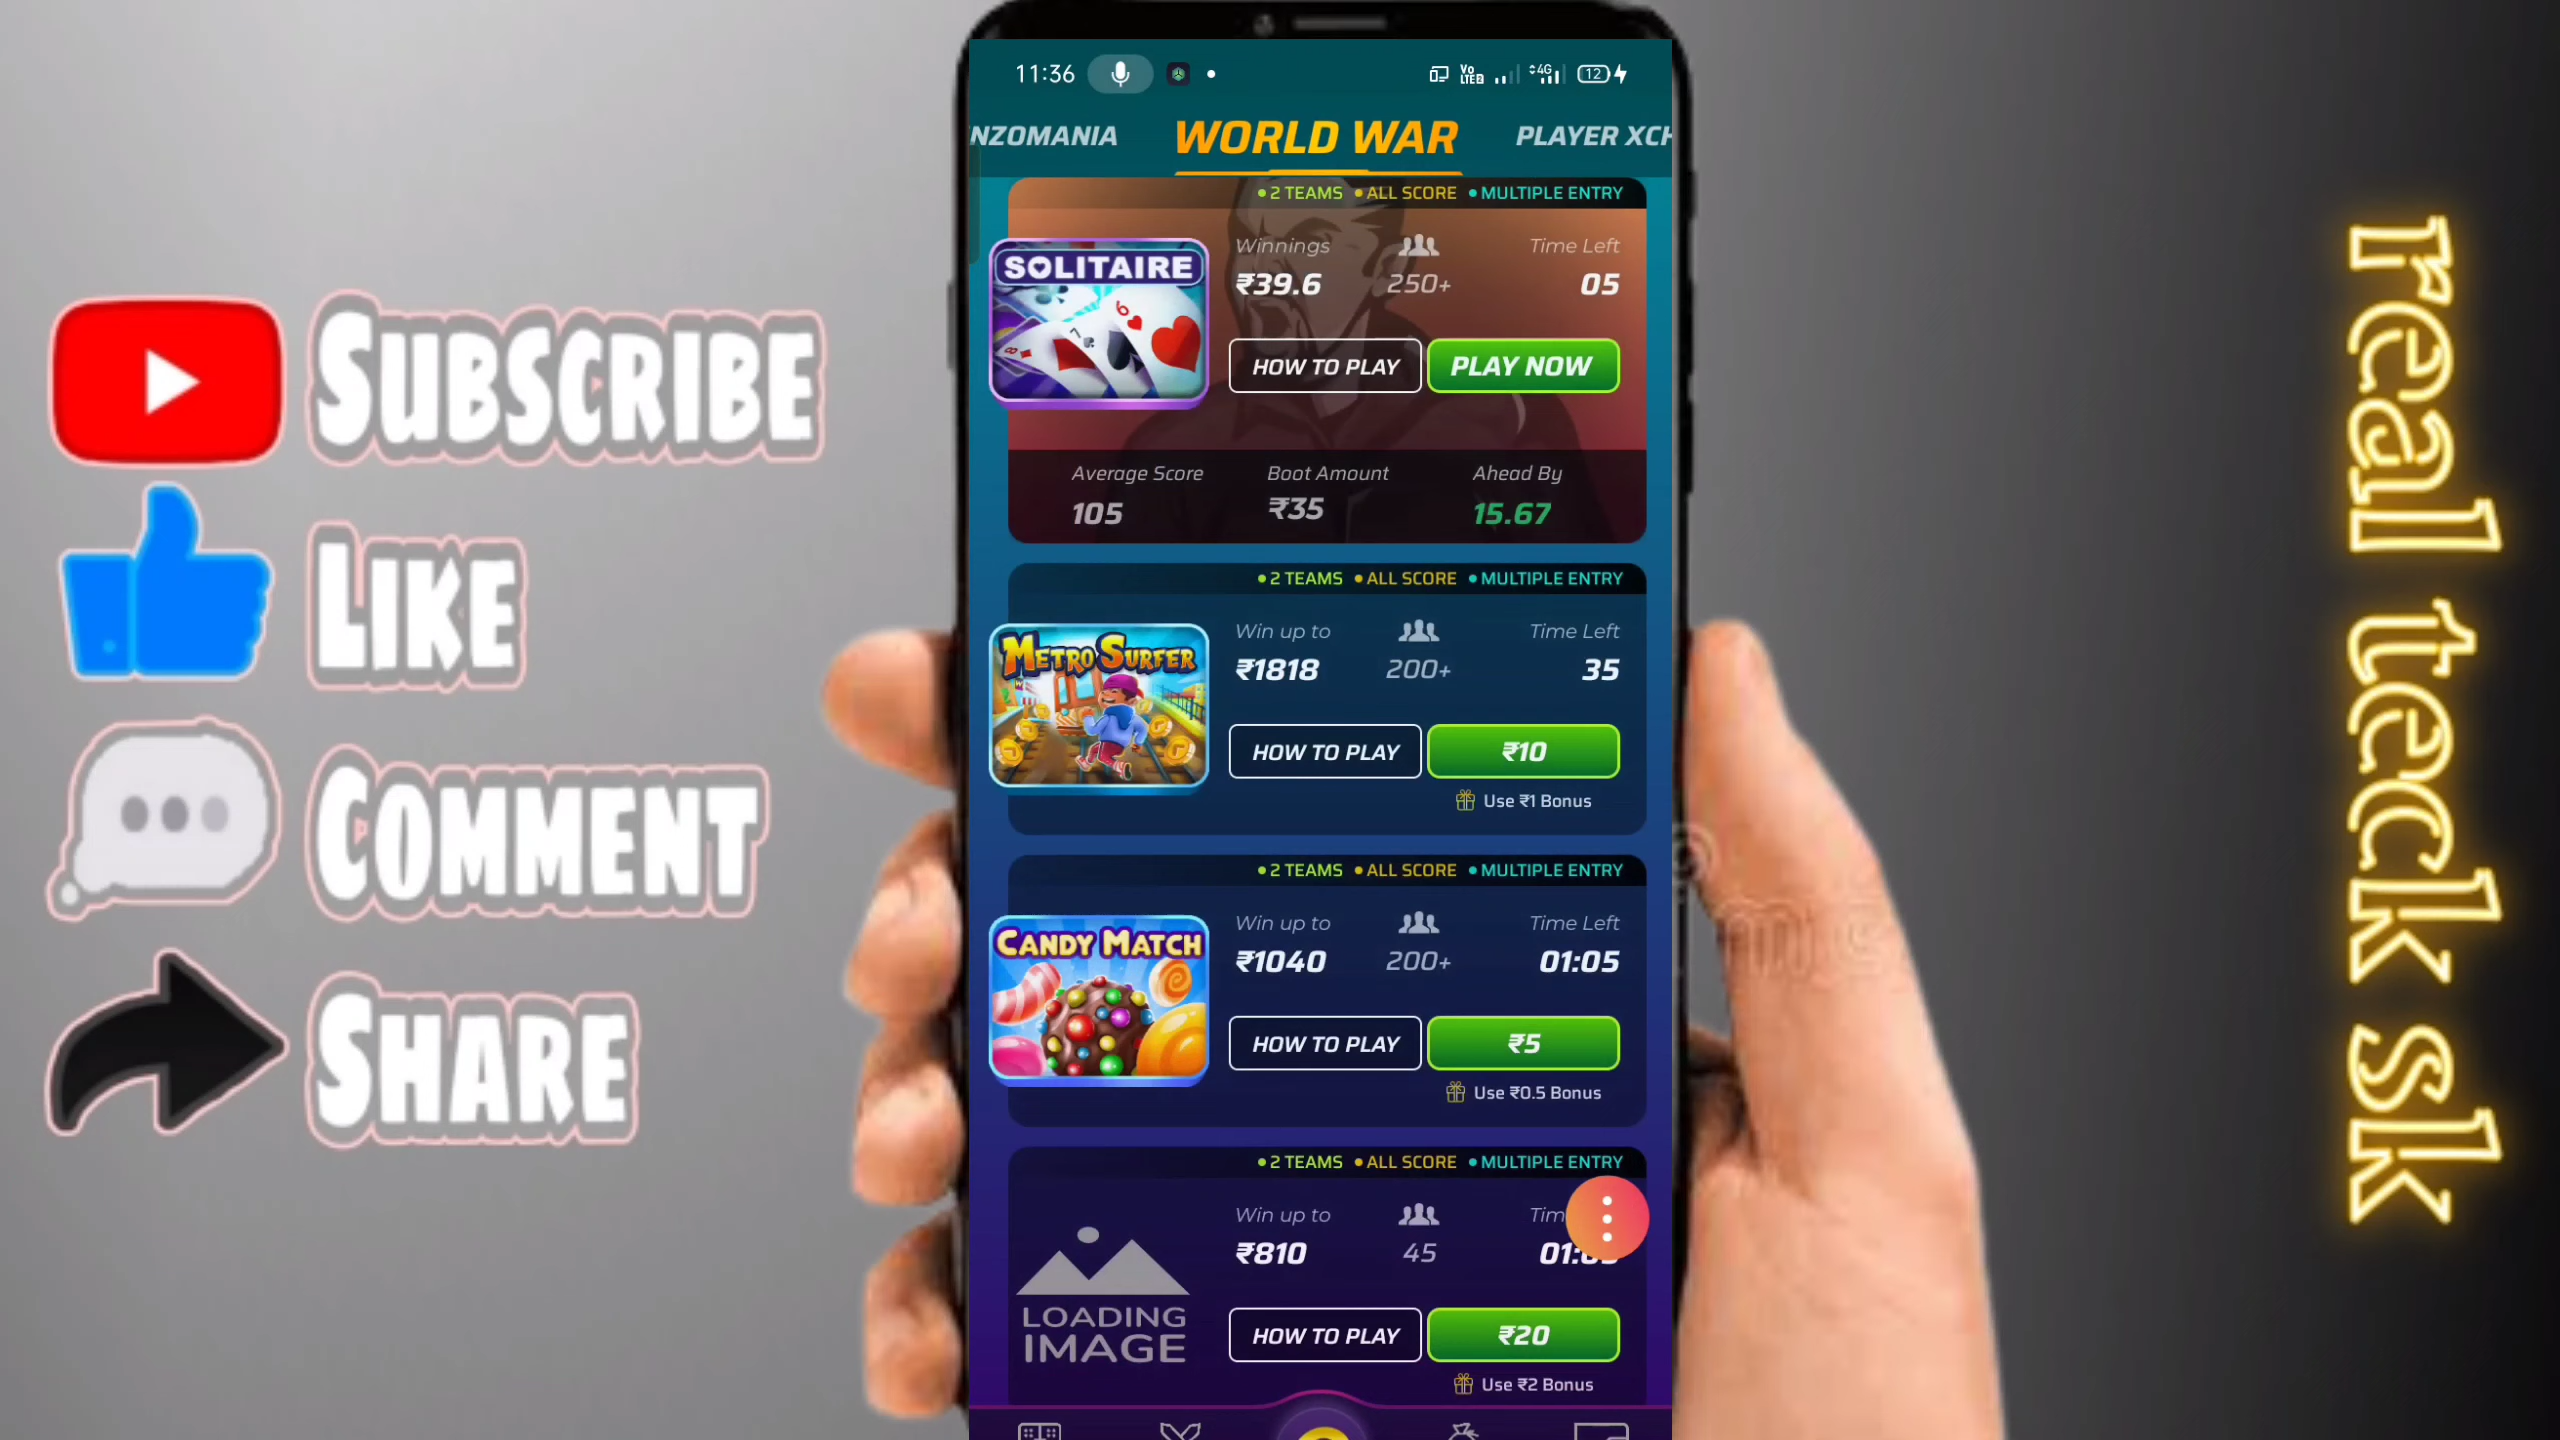 SUBSCRIBE
LIKE
COMMENT
SHARE
11:36
Vo
LTE2
4G
12
NZOMANIA
WORLD WAR
PLAYER XCH
2 TEAMS ALL SCORE MULTIPLE ENTRY
SOLITAIRE
Winnings
Time Left
₹39.6
250+
05
HOW TO PLAY
PLAY NOW
Average Score
Boot Amount
Ahead By
105
₹35
15.67
2 TEAMS ALL SCORE MULTIPLE ENTRY
METRO SURFER
Win up to
Time Left
₹1818
200+
35
HOW TO PLAY
₹10
Use ₹1 Bonus
2 TEAMS ALL SCORE MULTIPLE ENTRY
CANDY MATCH
Win up to
Time Left
₹1040
200+
01:05
HOW TO PLAY
₹5
Use ₹0.5 Bonus
2 TEAMS ALL SCORE MULTIPLE ENTRY
LOADING
IMAGE
Win up to
₹810
45
HOW TO PLAY
₹20
Use ₹2 Bonus
real teck sk